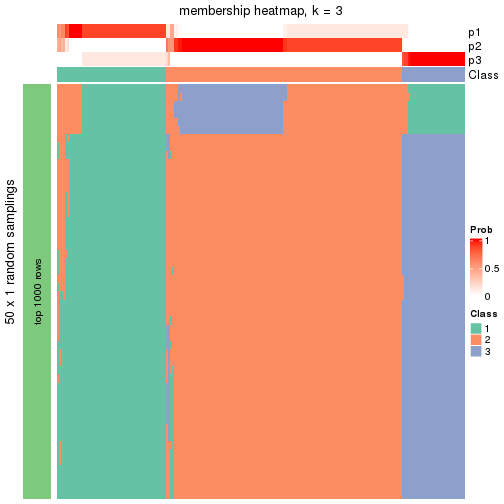 membership heatmap, k = 3
p1
p2
p3
Class
50 x 1 random samplings
top 1000 rows
Prob
1
0.5
0
Class
1
2
3